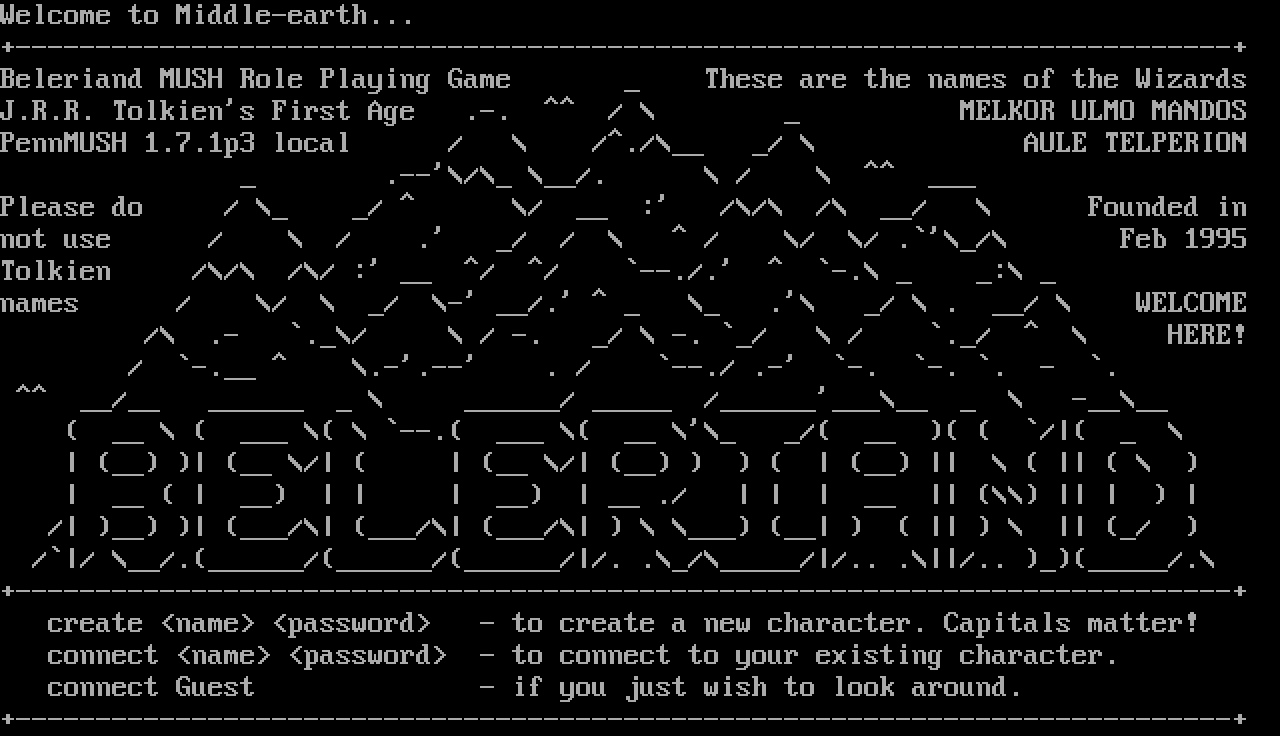 Welcome to Middle-earth...
Beleriand MUSH Role Playing Game
These are the names of the Wizards
J.R.R. Tolkien's First Age
MELKOR ULMO MANDOS
PennMUSH 1.7.1p3 local
AULE TELPERION
Please do
not use
Tolkien
names
Founded in
Feb 1995
WELCOME
HERE!
BELERIAND
create <name> <password> - to create a new character. Capitals matter!
connect <name> <password> - to connect to your existing character.
connect Guest - if you just wish to look around.